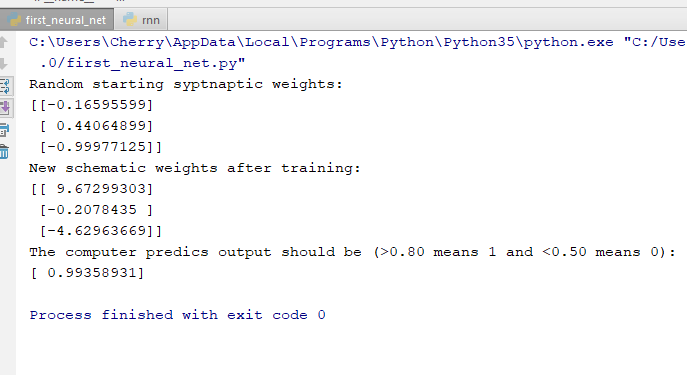 first_neural_net rnn
C:\Users\Cherry\AppData\Local\Programs\Python\Python35\python.exe "C:/Use
.0/first_neural_net.py"
Random starting syptnaptic weights:
[[-0.16595599]
[ 0.44064899]
[-0.99977125]]
New schematic weights after training:
[[ 9.67299303]
[-0.2078435 ]
[-4.62963669]]
The computer predics output should be (>0.80 means 1 and <0.50 means 0):
[ 0.99358931]
Process finished with exit code 0